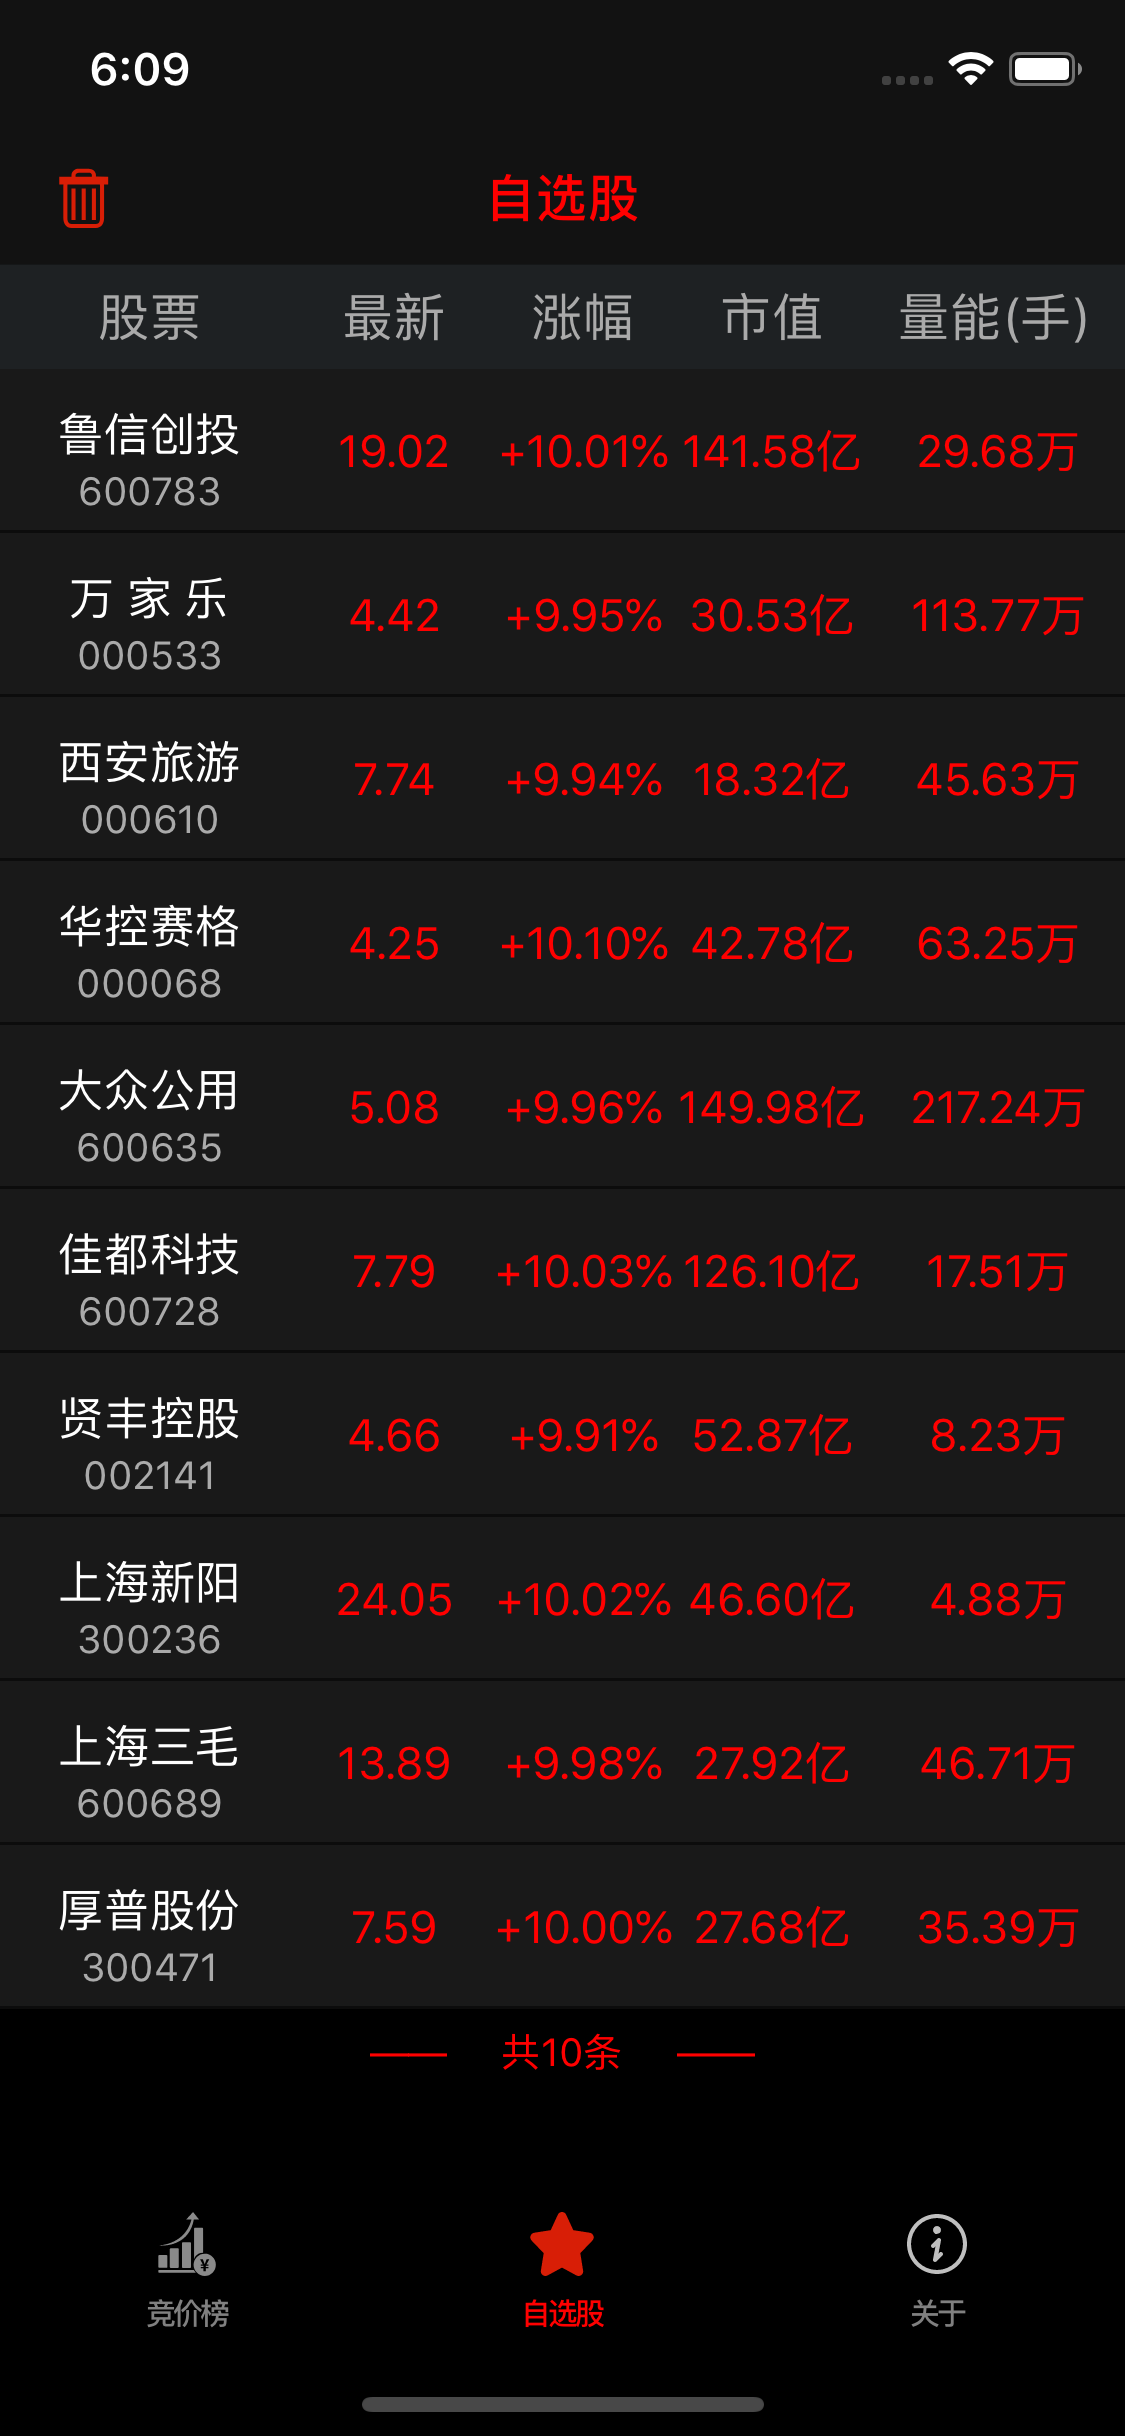 6:09
自选股
股票 最新 涨幅 市值 量能(手)
鲁信创投 19.02 +10.01% 141.58亿 29.68万
600783
万 家 乐 4.42 +9.95% 30.53亿 113.77万
000533
西安旅游 7.74 +9.94% 18.32亿 45.63万
000610
华控赛格 4.25 +10.10% 42.78亿 63.25万
000068
大众公用 5.08 +9.96% 149.98亿 217.24万
600635
佳都科技 7.79 +10.03% 126.10亿 17.51万
600728
贤丰控股 4.66 +9.91% 52.87亿 8.23万
002141
上海新阳 24.05 +10.02% 46.60亿 4.88万
300236
上海三毛 13.89 +9.98% 27.92亿 46.71万
600689
厚普股份 7.59 +10.00% 27.68亿 35.39万
300471
共10条
竞价榜 自选股 关于